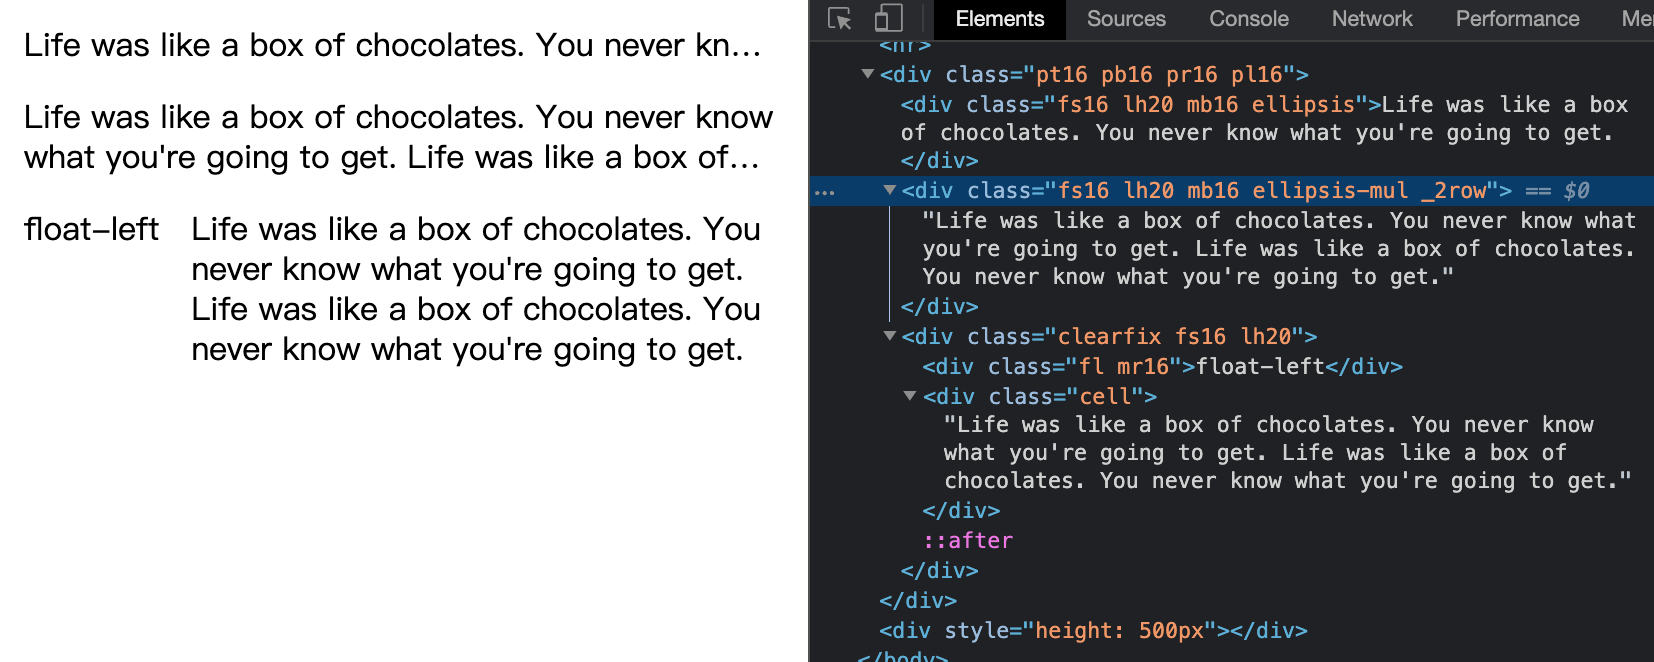 Life was like a box of chocolates. You never kn...
Life was like a box of chocolates. You never know
what you're going to get. Life was like a box of...
float-left
Life was like a box of chocolates. You
never know what you're going to get.
Life was like a box of chocolates. You
never know what you're going to get.
Elements Sources Console Network Performance Me
<hr>
<div class="pt16 pb16 pr16 pl16">
<div class="fs16 lh20 mb16 ellipsis">Life was like a box
of chocolates. You never know what you're going to get.
</div>
... <div class="fs16 lh20 mb16 ellipsis-mul _2row"> == $0
"Life was like a box of chocolates. You never know what
you're going to get. Life was like a box of chocolates.
You never know what you're going to get."
</div>
<div class="clearfix fs16 lh20">
<div class="fl mr16">float-left</div>
<div class="cell">
"Life was like a box of chocolates. You never know
what you're going to get. Life was like a box of
chocolates. You never know what you're going to get."
</div>
::after
</div>
</div>
<div style="height: 500px"></div>
</body>